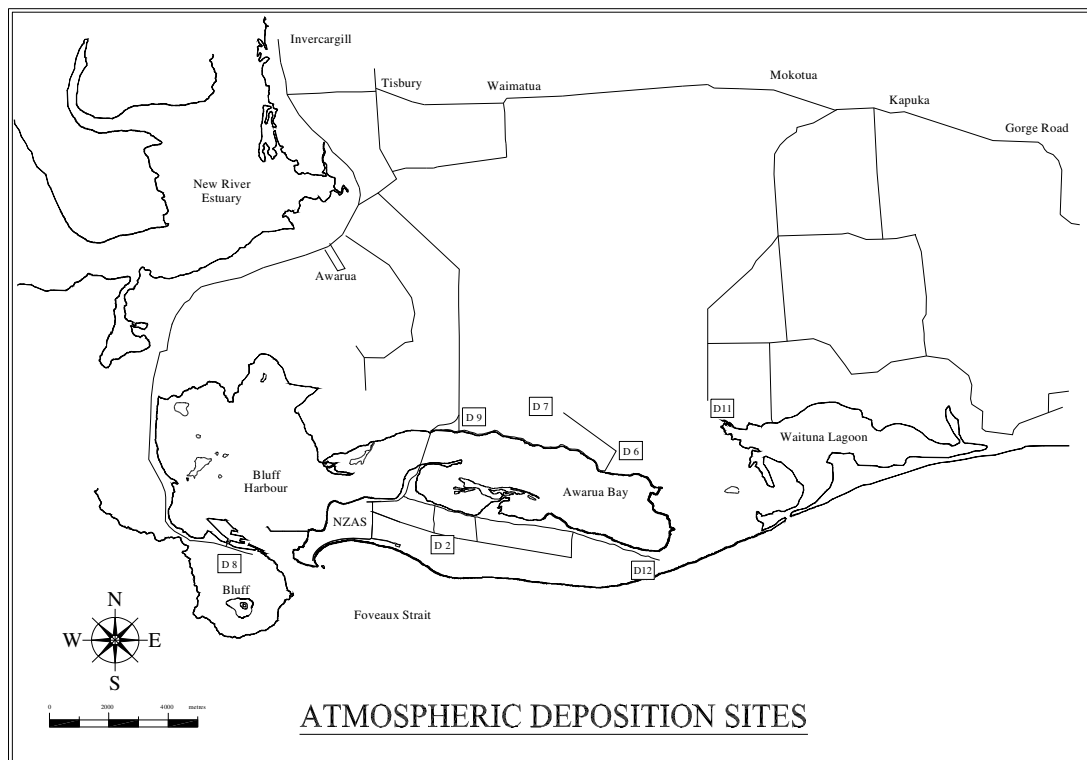 Invercargill
Tisbury
Waimatua
Mokotua
Kapuka
Gorge Road
New River
Estuary
Awarua
D 9
D 7
D11
D 6
Waituna Lagoon
Bluff
Harbour
Awarua Bay
NZAS
D 2
D 8
D12
Bluff
Foveaux Strait
N
W
E
S
0
2000
4000
metres
ATMOSPHERIC DEPOSITION SITES